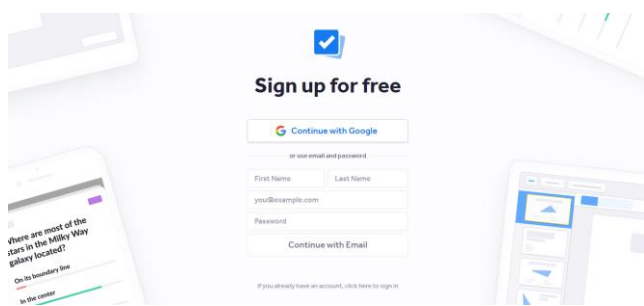 Sign up for free
Continue with Google
or use email and password
First Name
Last Name
you@example.com
Password
Continue with Email
If you already have an account, click here to sign in
Where are most of the
stars in the Milky Way
galaxy located?
On its boundary line
In the center